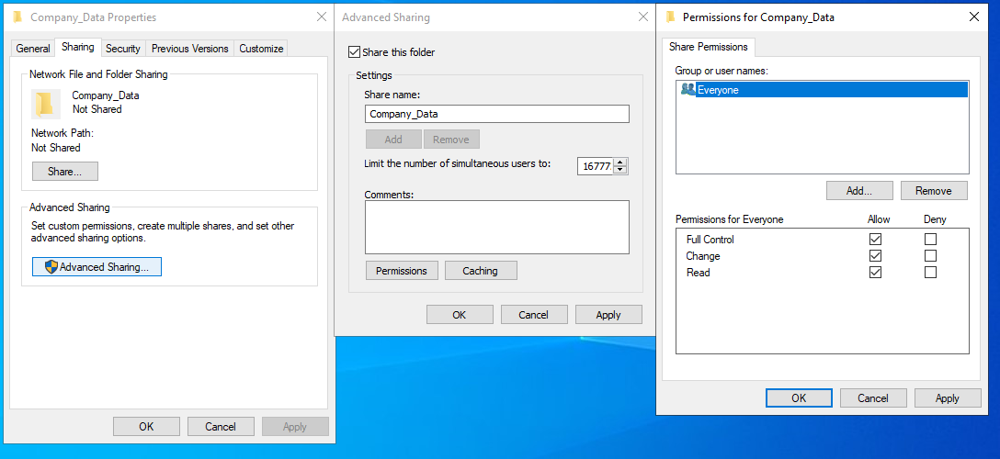 Company_Data Properties
General
Sharing
Security
Previous Versions
Customize
Network File and Folder Sharing
Company_Data
Not Shared
Network Path:
Not Shared
Share...
Advanced Sharing
Set custom permissions, create multiple shares, and set other
advanced sharing options.
Advanced Sharing...
OK
Cancel
Apply
Advanced Sharing
Share this folder
Settings
Share name:
Company_Data
Add
Remove
Limit the number of simultaneous users to:
16777
Comments:
Permissions
Caching
OK
Cancel
Apply
Permissions for Company_Data
Share Permissions
Group or user names:
Everyone
Add...
Remove
Permissions for Everyone
Allow
Deny
Full Control
Change
Read
OK
Cancel
Apply